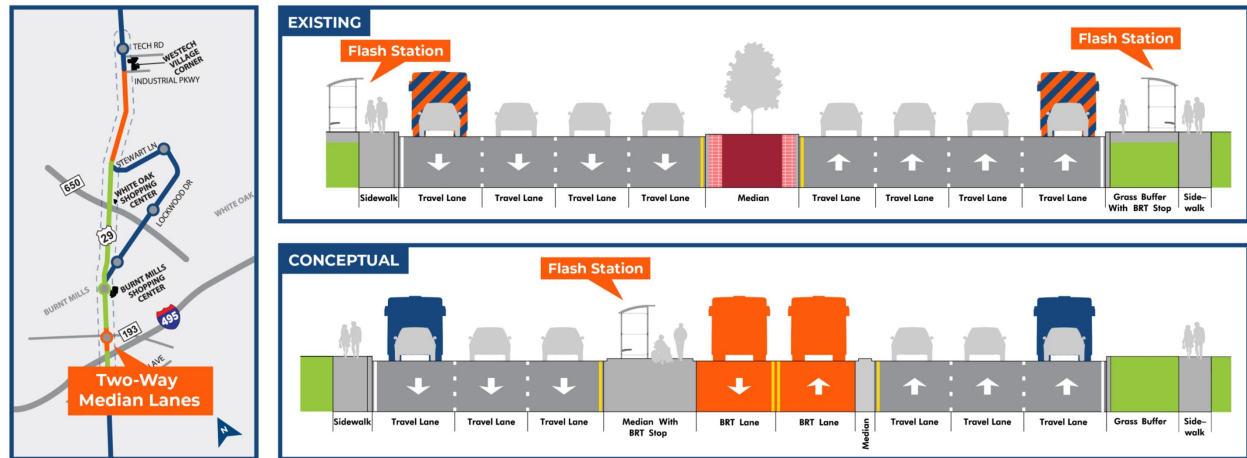 TECH RD
WESTECH
VILLAGE
CORNER
INDUSTRIAL PKWY
STEWART LN
650
WHITE OAK
SHOPPING
CENTER
LOCKWOOD DR
WHITE OAK
29
BURNT MILLS
BURNT MILLS
SHOPPING
CENTER
495
193
AVE
Two-Way
Median Lanes
N
EXISTING
Flash Station
Flash Station
Sidewalk
Travel Lane
Travel Lane
Travel Lane
Travel Lane
Median
Travel Lane
Travel Lane
Travel Lane
Travel Lane
Grass Buffer
With BRT Stop
Side-
walk
CONCEPTUAL
Flash Station
Sidewalk
Travel Lane
Travel Lane
Travel Lane
Median With
BRT Stop
BRT Lane
BRT Lane
Median
Travel Lane
Travel Lane
Travel Lane
Grass Buffer
Side-
walk